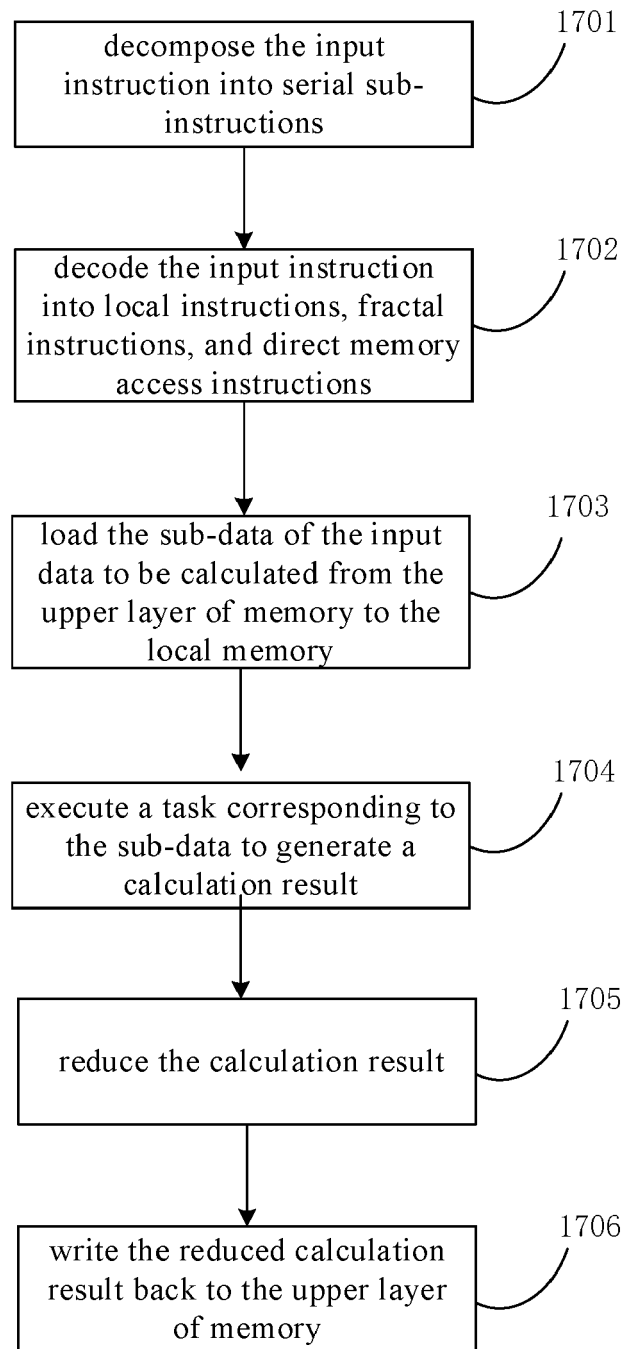 1701
decompose the input
instruction into serial sub-
instructions
1702
decode the input instruction
into local instructions, fractal
instructions, and direct memory
access instructions
1703
load the sub-data of the input
data to be calculated from the
upper layer of memory to the
local memory
1704
execute a task corresponding to
the sub-data to generate a
calculation result
1705
reduce the calculation result
1706
write the reduced calculation
result back to the upper layer
of memory